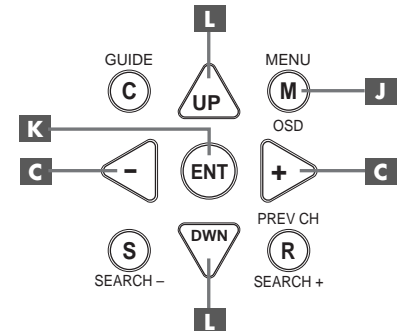 L
GUIDE
MENU
C
UP
M
J
OSD
K
C
-
ENT
+
C
PREV CH
S
DWN
R
SEARCH –
SEARCH +
L